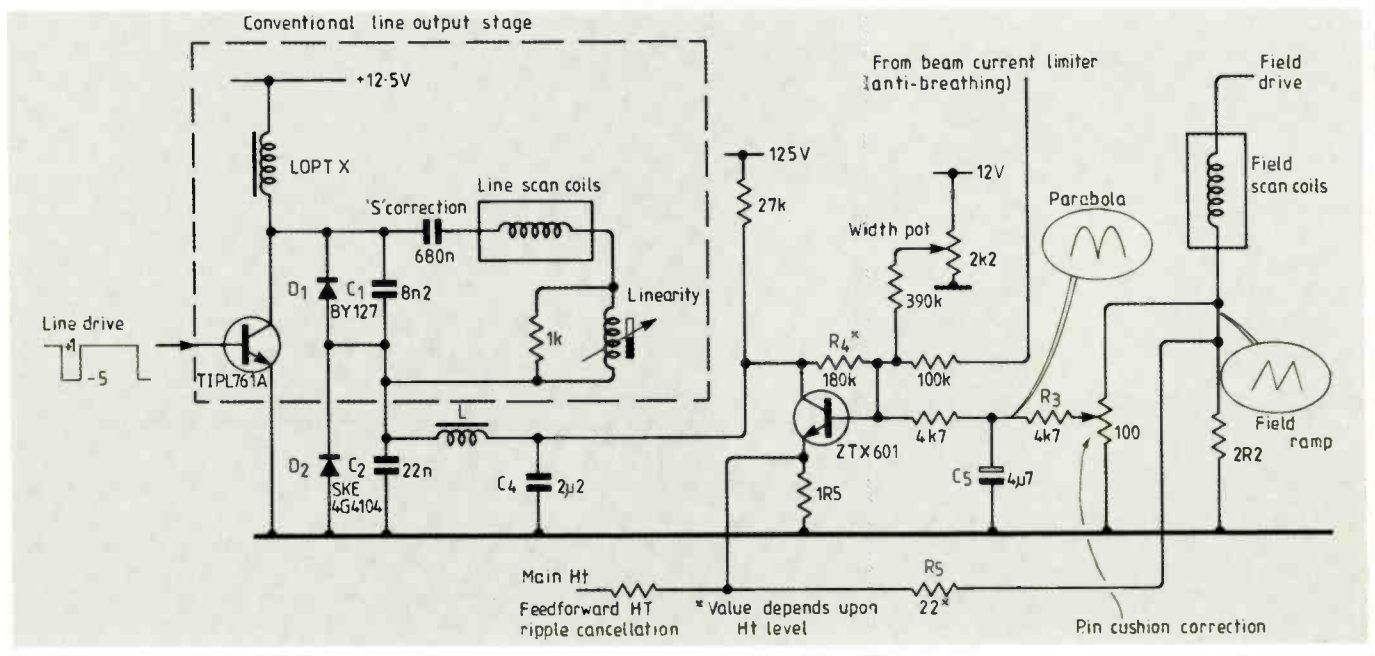 Conventional line output stage
+12·5V
LOPT X
'S' correction
680n
Line scan coils
D1
BY127
C1
8n2
1k
Linearity
Line drive
+1
-5
TIPL761A
D2
SKE
4G4104
C2
22n
L
C4
2µ2
125V
27k
From beam current limiter
(anti-breathing)
12V
Width pot
2k2
390k
R4*
180k
100k
ZTX601
4k7
1R5
Parabola
R3
4k7
C5
4µ7
100
Field
drive
Field
scan coils
Field
ramp
2R2
Main Ht
Feedforward HT
ripple cancellation
* Value depends upon
Ht level
R5
22*
Pin cushion correction